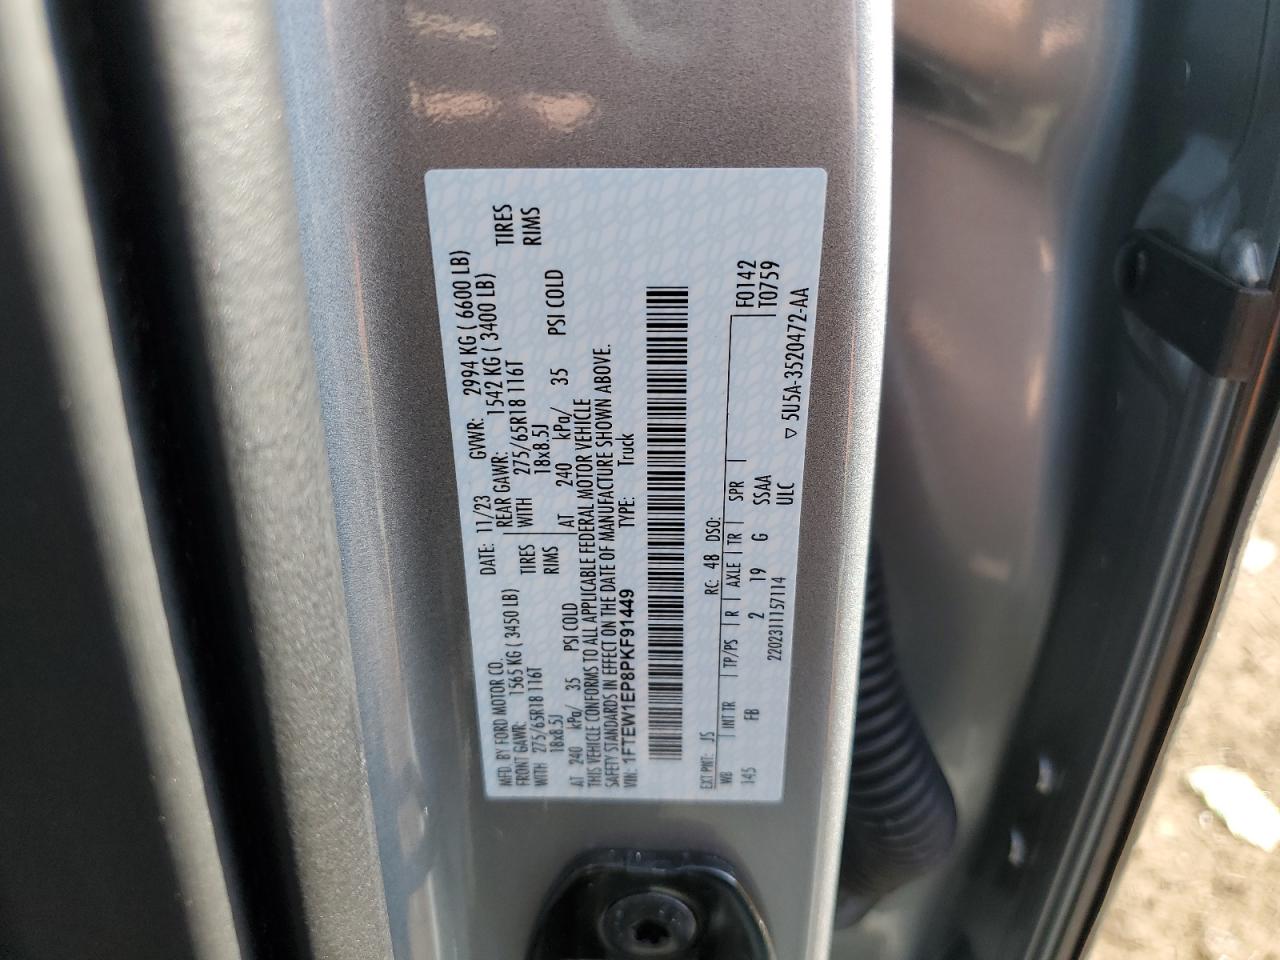 MFD. BY FORD MOTOR CO. DATE: 11/23 GVWR: 2994 KG ( 6600 LB)
FRONT GAWR: 1565 KG ( 3450 LB) REAR GAWR: 1542 KG ( 3400 LB)
WITH 275/65R18 116T TIRES WITH 275/65R18 116T TIRES
18x8.5J RIMS 18x8.5J RIMS
AT 240 kPa/ 35 PSI COLD AT 240 kPa/ 35 PSI COLD
THIS VEHICLE CONFORMS TO ALL APPLICABLE FEDERAL MOTOR VEHICLE
SAFETY STANDARDS IN EFFECT ON THE DATE OF MANUFACTURE SHOWN ABOVE.
VIN: 1FTEW1EP8PKF91449 TYPE: Truck
EXT PNT: JS RC: 48 DSO:
WB INT TR TP/PS R AXLE TR SPR F0142
145 FB 2 19 G SSAA T0759
2202311157114 ULC
▽ 5U5A-3520472-AA